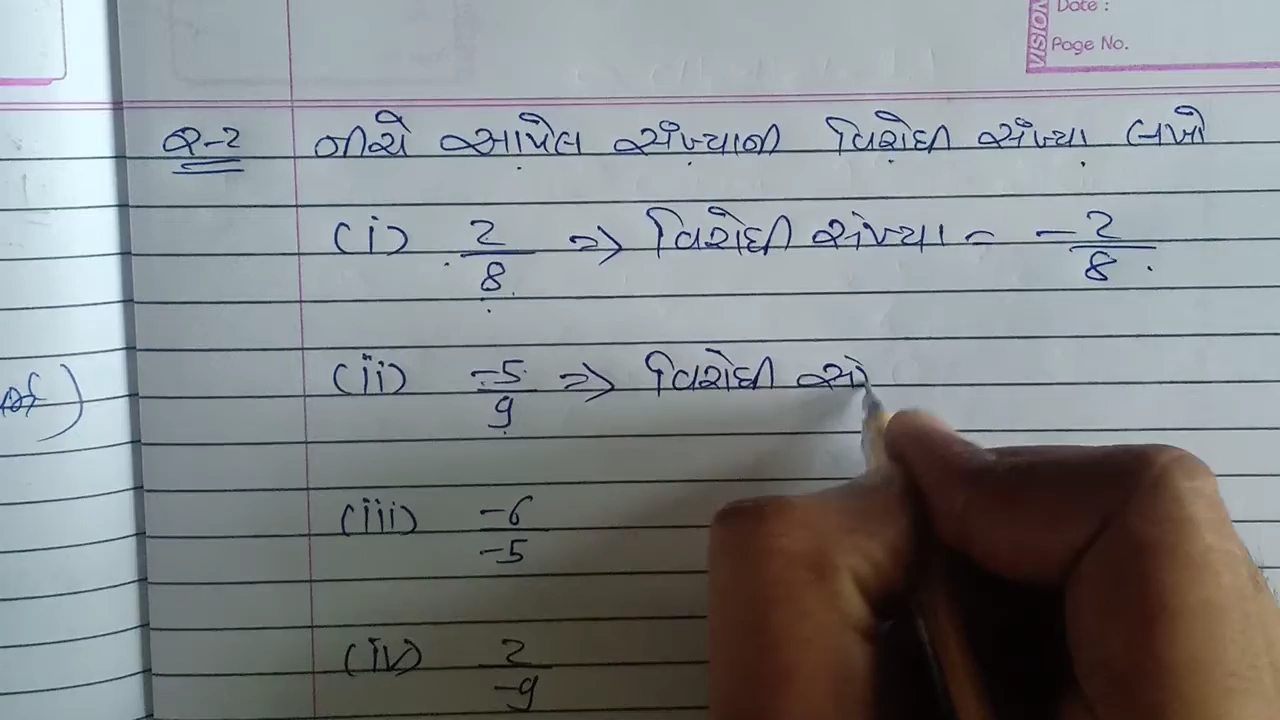 Date :
VISION
Page No.
Q-2 નીચે આપેલ સંખ્યાની વિરોધી સંખ્યા લખો
(i) 2/8 => વિરોધી સંખ્યા = -2/8
(ii) -5/9 => વિરોધી સં
(iii) -6/-5
(iv) 2/-9